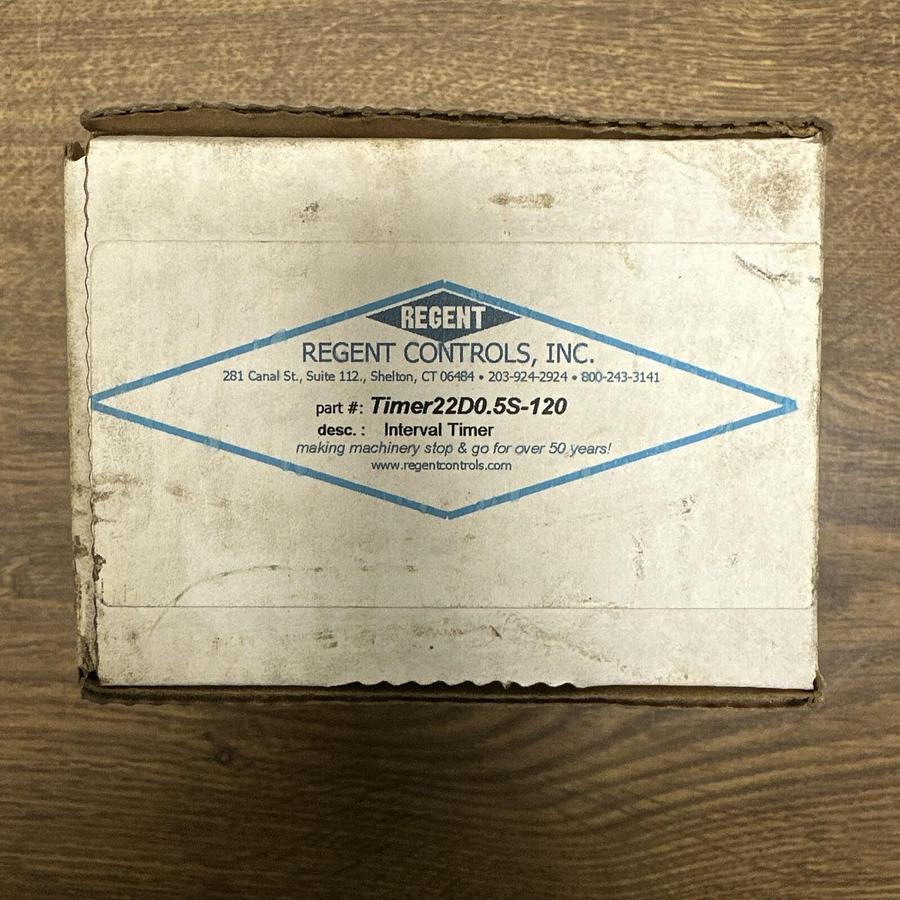 REGENT
REGENT CONTROLS, INC.
281 Canal St., Suite 112., Shelton, CT 06484 • 203-924-2924 • 800-243-3141
part #: Timer22D0.5S-120
desc. : Interval Timer
making machinery stop & go for over 50 years!
www.regentcontrols.com